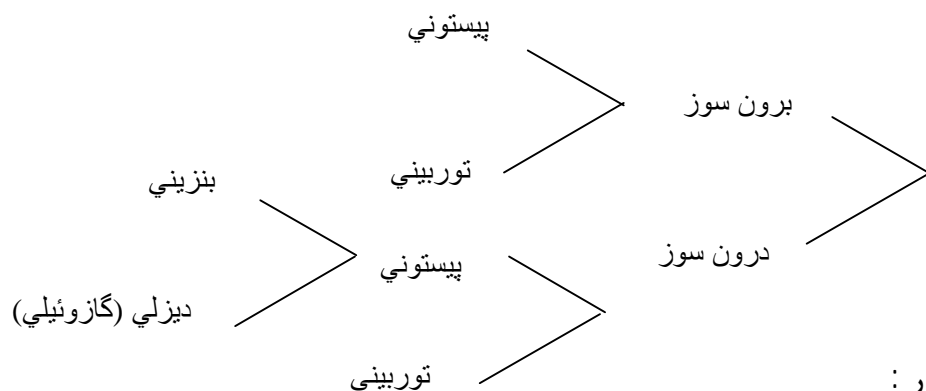 پيستوني
برون سوز
توربيني
بنزيني
درون سوز
پيستوني
ديزلي (گازوئيلي)
توربيني
ر :